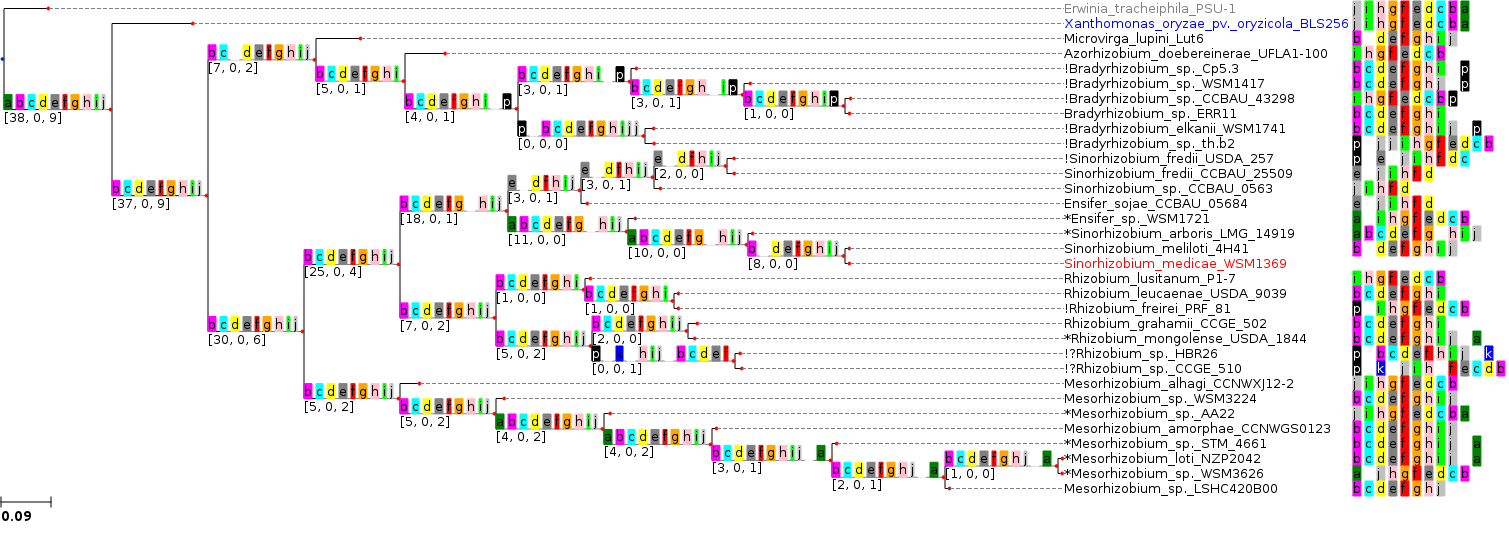 Erwinia_tracheiphila_PSU-1 j i h g f e d c b a
Xanthomonas_oryzae_pv._oryzicola_BLS256 j i h g f e d c b a
Microvirga_lupini_Lut6 b d e f g h i j
b c d e f g h i j Azorhizobium_doebereinerae_UFLA1-100 i h g f e d c b
[7, 0, 2] !Bradyrhizobium_sp._Cp5.3 b c d e f g h i p
b c d e f g h i b c d e f g h i p
[5, 0, 1] [3, 0, 1] b c d e f g h i p !Bradyrhizobium_sp._WSM1417 b c d e f g h j p
a b c d e f g h i j b c d e f g h i p [3, 0, 1] b c d e f g h i p !Bradyrhizobium_sp._CCBAU_43298 i h g f e d c b p
[38, 0, 9] [4, 0, 1] [1, 0, 0] Bradyrhizobium_sp._ERR11 b c d e f g h i
p b c d e f g h i j j !Bradyrhizobium_elkanii_WSM1741 b c d e f g h i j p
[0, 0, 0] !Bradyrhizobium_sp._th.b2 p j j i h g f e d c b
e d f h i j !Sinorhizobium_fredii_USDA_257 p e j i h f d c
e d f h i j [2, 0, 0] Sinorhizobium_fredii_CCBAU_25509 e j i h f d
b c d e f g h i j e d f h i j [3, 0, 1] Sinorhizobium_sp._CCBAU_0563 j i h f d
[37, 0, 9] b c d e f g h i j [3, 0, 1] Ensifer_sojae_CCBAU_05684 e j i h f d
[18, 0, 1] a b c d e f g h i j *Ensifer_sp._WSM1721 a i h g f e d c b
[11, 0, 0] a b c d e f g h i j *Sinorhizobium_arboris_LMG_14919 a b c d e f g h i j
b c d e f g h i j [10, 0, 0] b d e f g h i j Sinorhizobium_meliloti_4H41 b d e f g h i j
[25, 0, 4] [8, 0, 0] Sinorhizobium_medicae_WSM1369
b c d e f g h i j Rhizobium_lusitanum_P1-7 i h g f e d c b
[1, 0, 0] b c d e f g h i Rhizobium_leucaenae_USDA_9039 b c d e f g h i
b c d e f g h i j [1, 0, 0] !Rhizobium_freirei_PRF_81 p i h g f e d c b
b c d e f g h i j [7, 0, 2] b c d e f g h i j Rhizobium_grahamii_CCGE_502 b c d e f g h i
[30, 0, 6] b c d e f g h i j [2, 0, 0] *Rhizobium_mongolense_USDA_1844 b c d e f g h i j a
[5, 0, 2] p k h i j b c d e f !?Rhizobium_sp._HBR26 p b c d e f h i j k
[0, 0, 1] !?Rhizobium_sp._CCGE_510 p k j i h f e c d b
b c d e f g h i j Mesorhizobium_alhagi_CCNWXJ12-2 j i h g f e d c b
[5, 0, 2] b c d e f g h i j Mesorhizobium_sp._WSM3224 b c d e f g h i j
[5, 0, 2] a b c d e f g h i j *Mesorhizobium_sp._AA22 j i h g f e d c b a
[4, 0, 2] a b c d e f g h i j Mesorhizobium_amorphae_CCNWGS0123 b c d e f g h i j
[4, 0, 2] b c d e f g h i j a *Mesorhizobium_sp._STM_4661 b c d e f g h i j a
[3, 0, 1] b c d e f g h j a b c d e f g h j a *Mesorhizobium_loti_NZP2042 b c d e f g h j a
[2, 0, 1] [1, 0, 0] *Mesorhizobium_sp._WSM3626 a j h g f e d c b
Mesorhizobium_sp._LSHC420B00 b c d e f g h j
0.09